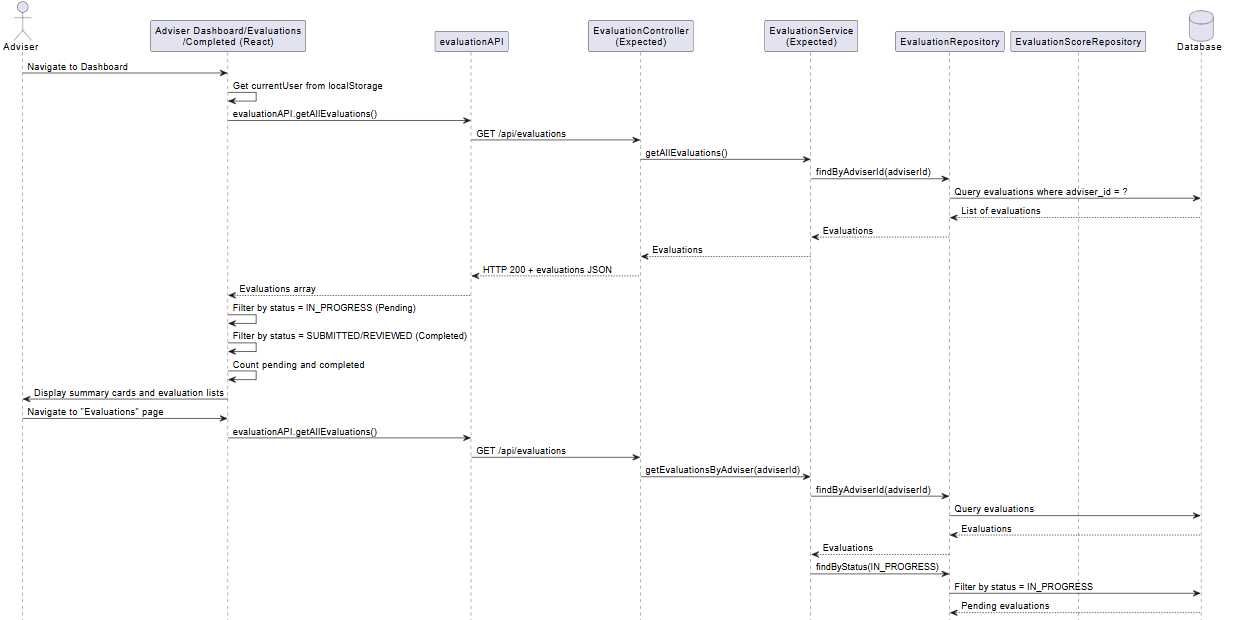 Adviser
Adviser Dashboard/Evaluations
/Completed (React)
evaluationAPI
EvaluationController
(Expected)
EvaluationService
(Expected)
EvaluationRepository
EvaluationScoreRepository
Database
Navigate to Dashboard
Get currentUser from localStorage
evaluationAPI.getAllEvaluations()
GET /api/evaluations
getAllEvaluations()
findByAdviserId(adviserId)
Query evaluations where adviser_id = ?
List of evaluations
Evaluations
Evaluations
HTTP 200 + evaluations JSON
Evaluations array
Filter by status = IN_PROGRESS (Pending)
Filter by status = SUBMITTED/REVIEWED (Completed)
Count pending and completed
Display summary cards and evaluation lists
Navigate to "Evaluations" page
evaluationAPI.getAllEvaluations()
GET /api/evaluations
getEvaluationsByAdviser(adviserId)
findByAdviserId(adviserId)
Query evaluations
Evaluations
Evaluations
findByStatus(IN_PROGRESS)
Filter by status = IN_PROGRESS
Pending evaluations